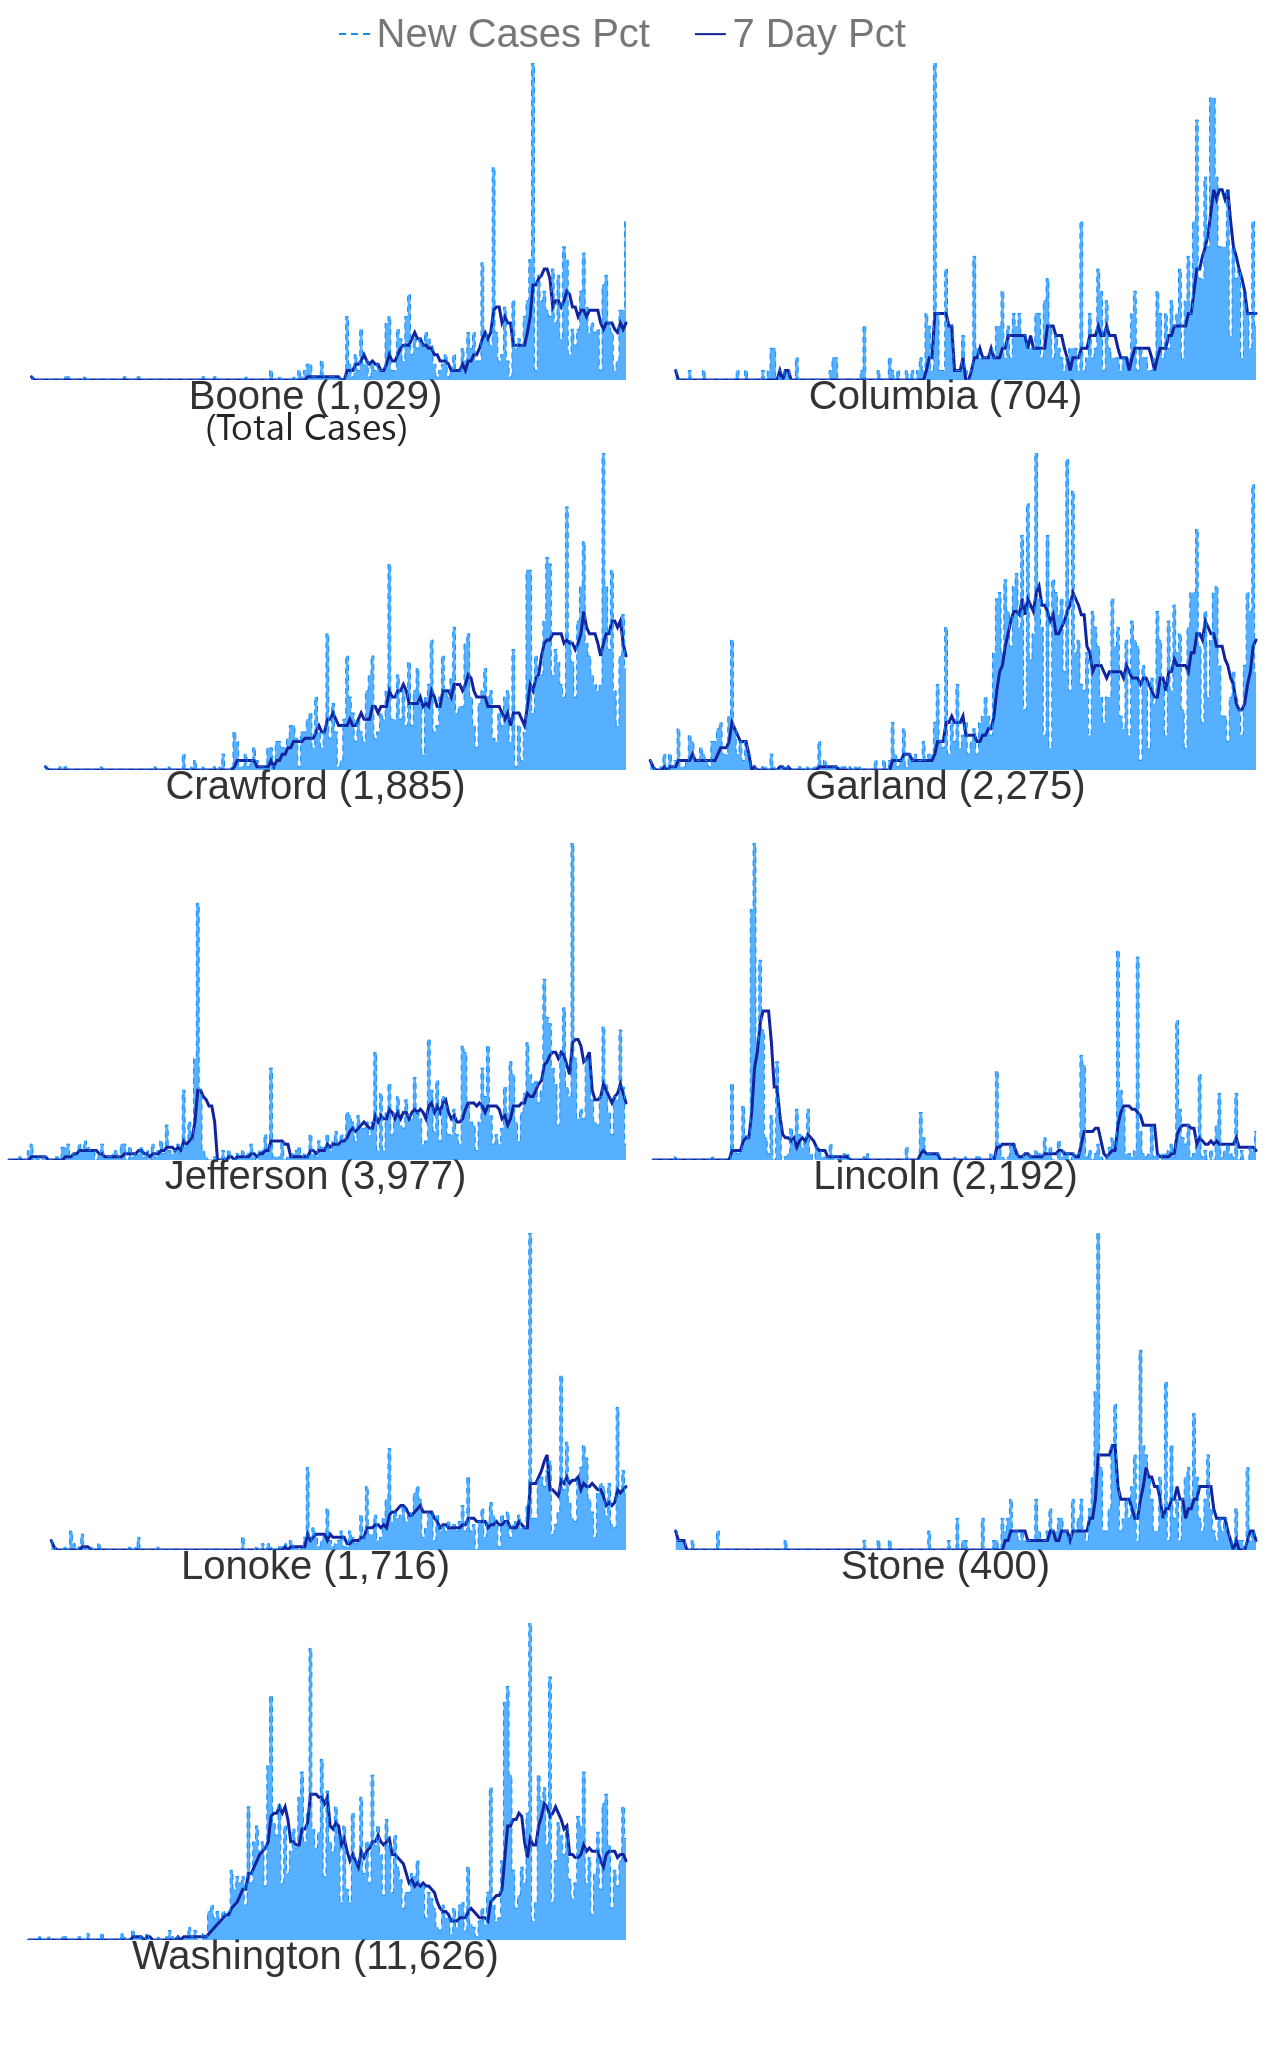 New Cases Pct 7 Day Pct
Boone (1,029) Columbia (704)
(Total Cases)
Crawford (1,885) Garland (2,275)
Jefferson (3,977) Lincoln (2,192)
Lonoke (1,716) Stone (400)
Washington (11,626)